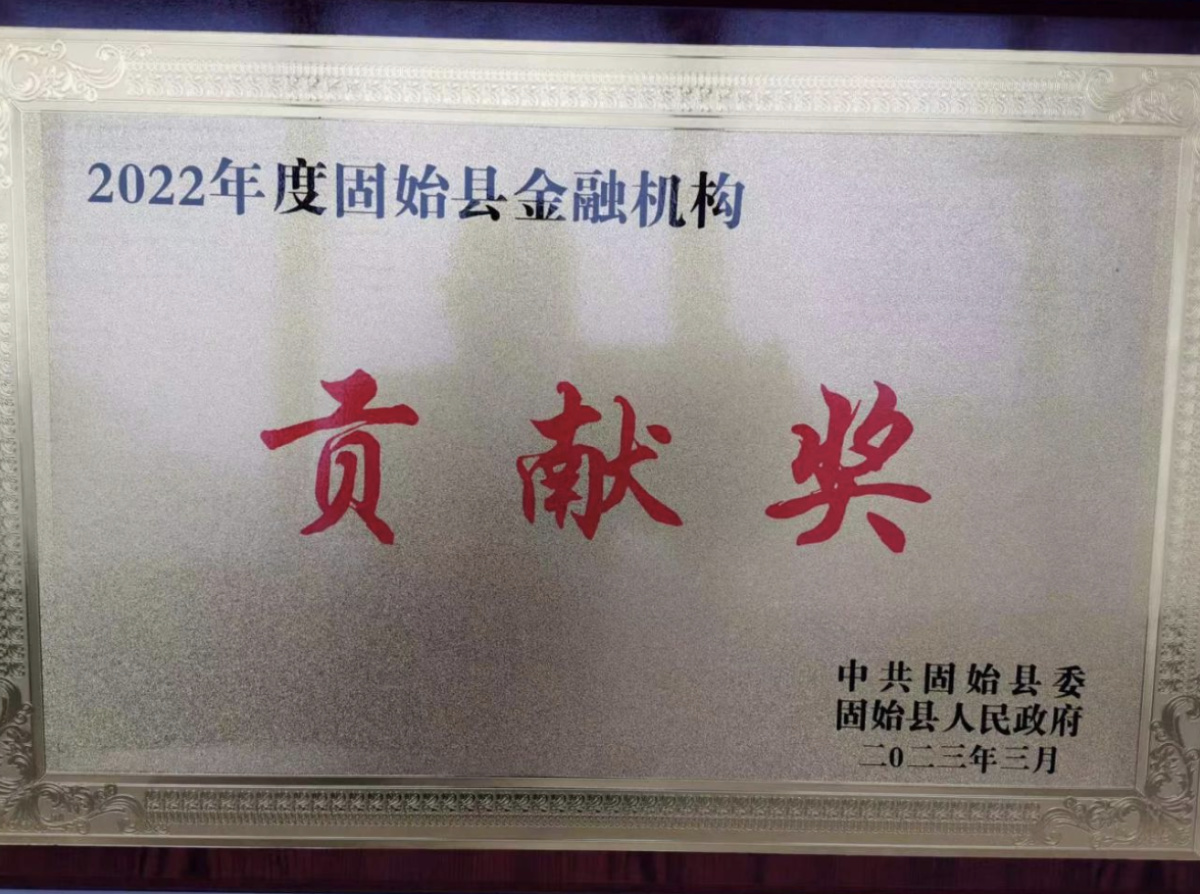 2022年度固始县金融机构
贡献奖
中共固始县委
固始县人民政府
二0二三年三月